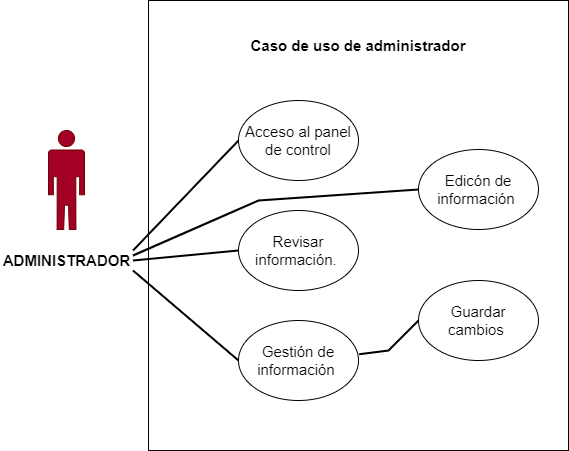 Caso de uso de administrador
Acceso al panel
de control
Edicón de
información
ADMINISTRADOR
Revisar
información.
Guardar
cambios
Gestión de
información